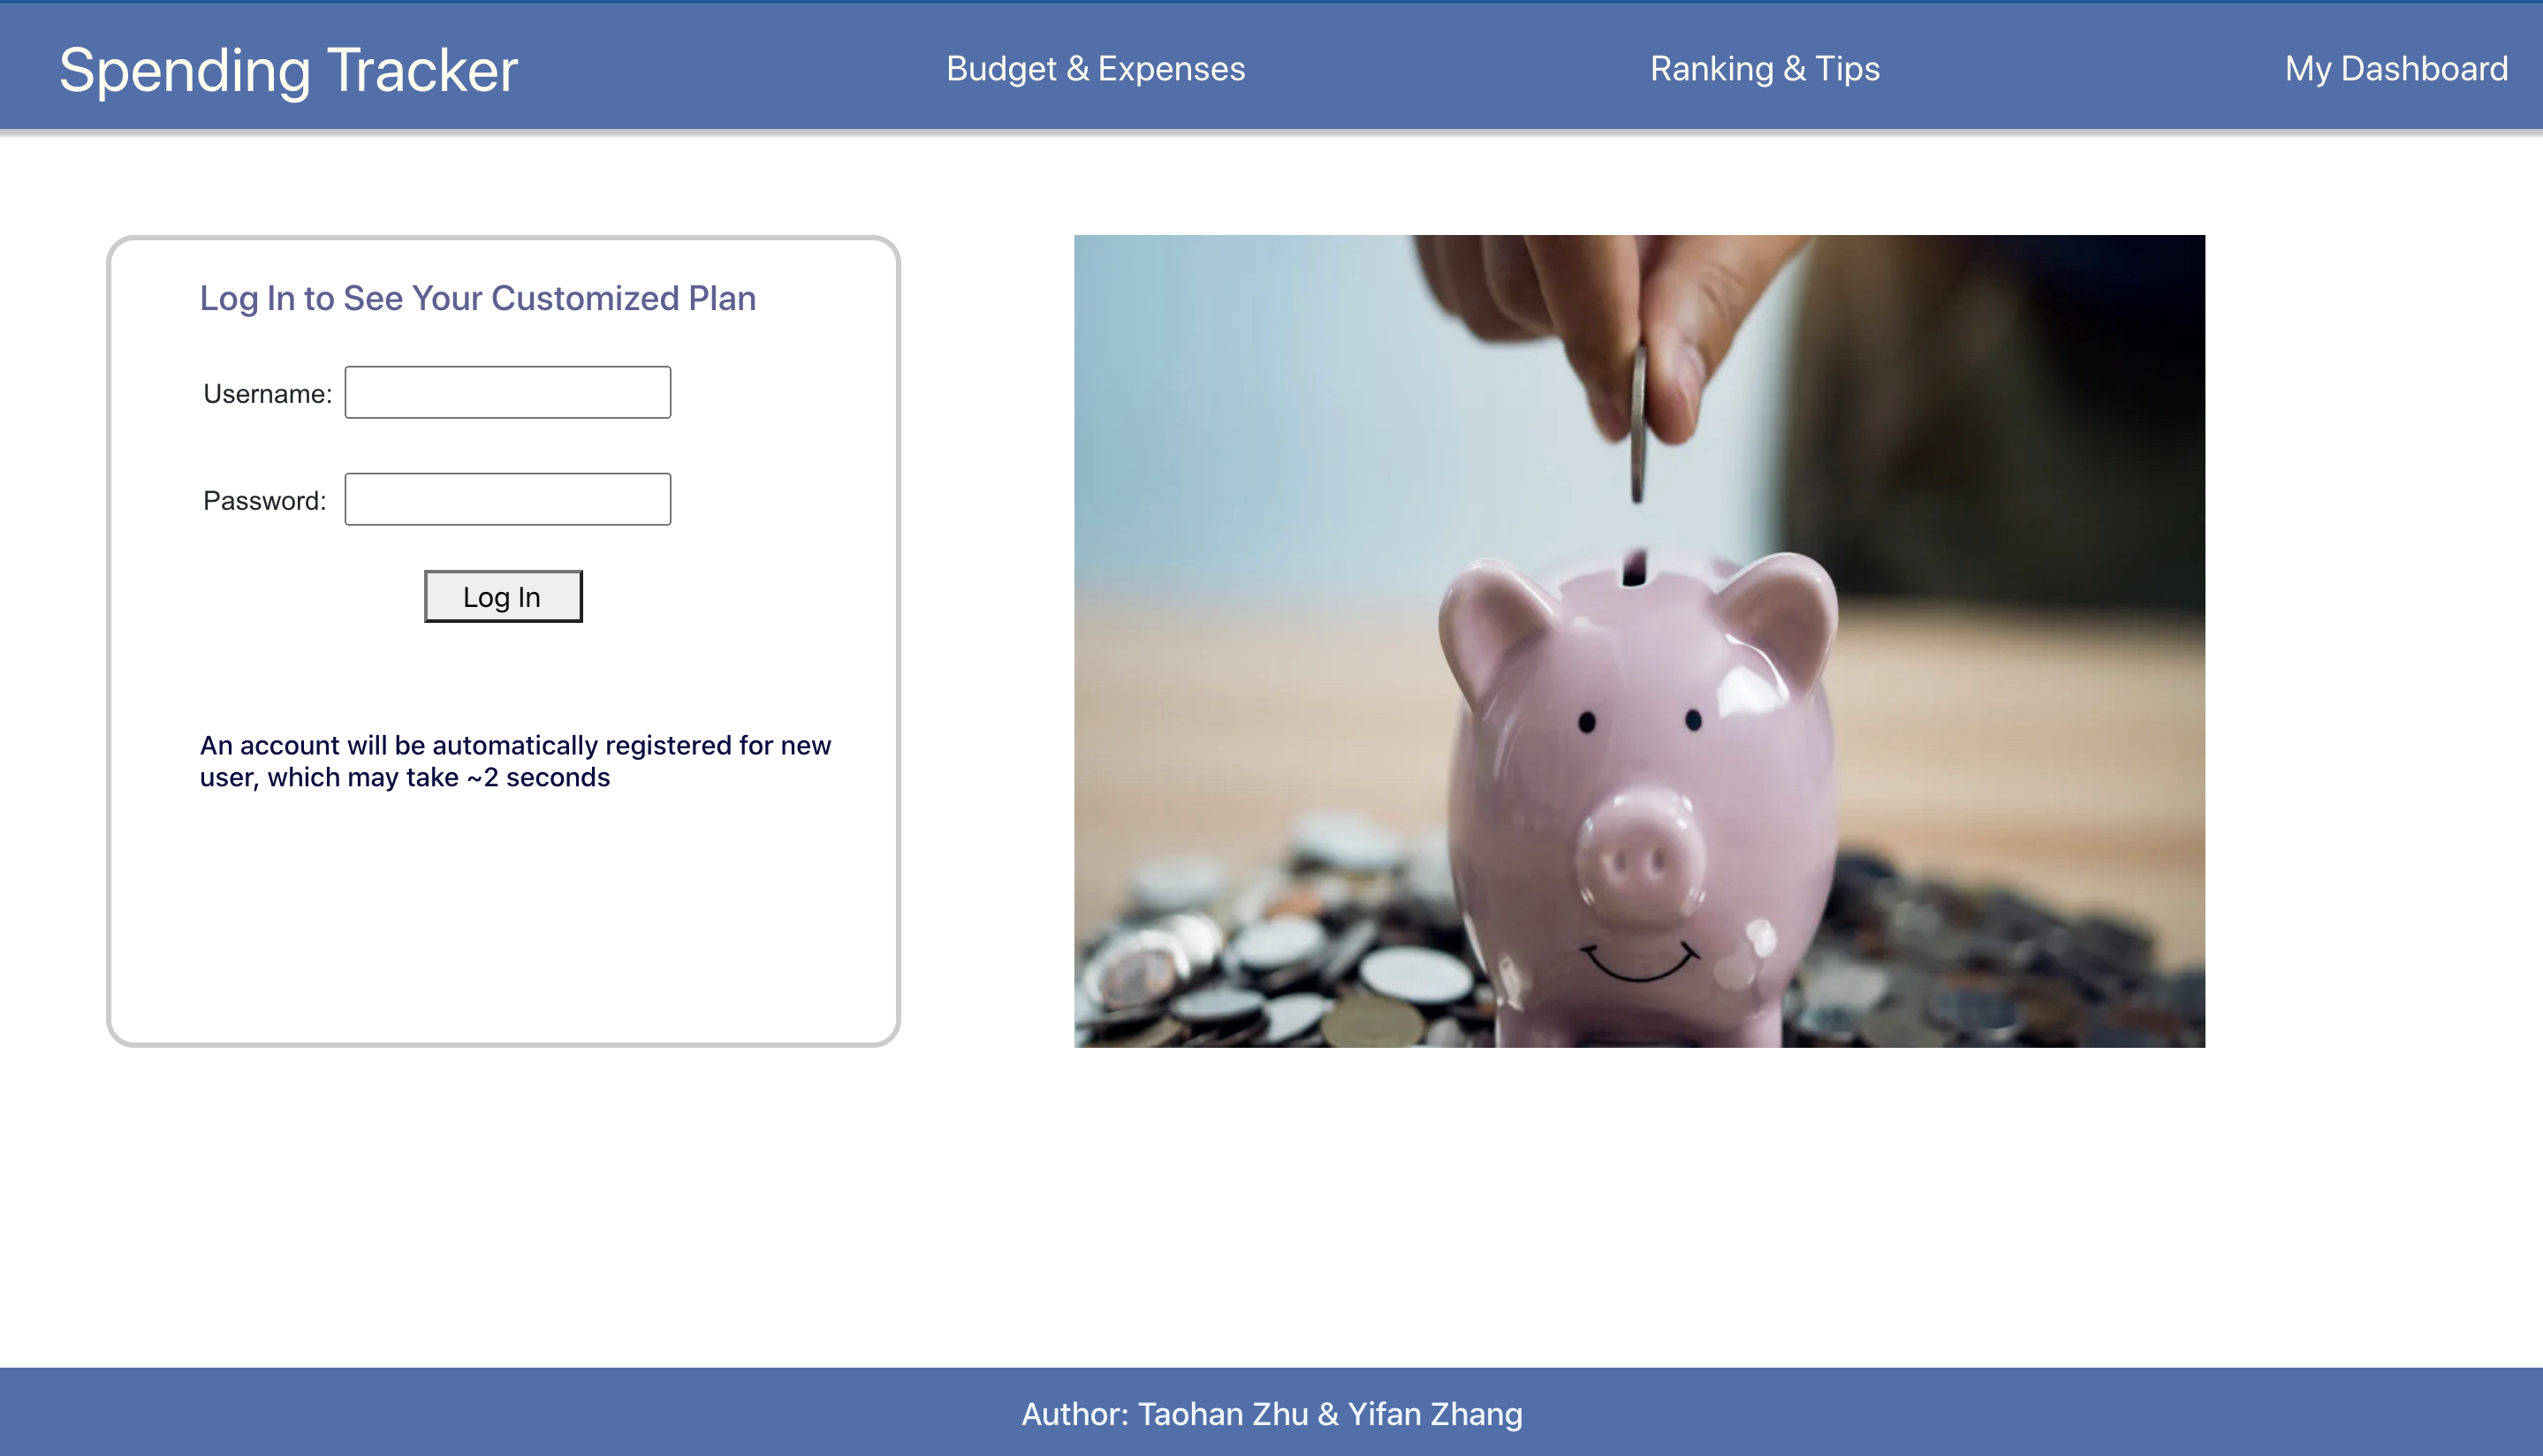 Spending Tracker
Budget & Expenses
Ranking & Tips
My Dashboard
Log In to See Your Customized Plan
Username:
Password:
Log In
An account will be automatically registered for new
user, which may take ~2 seconds
Author: Taohan Zhu & Yifan Zhang